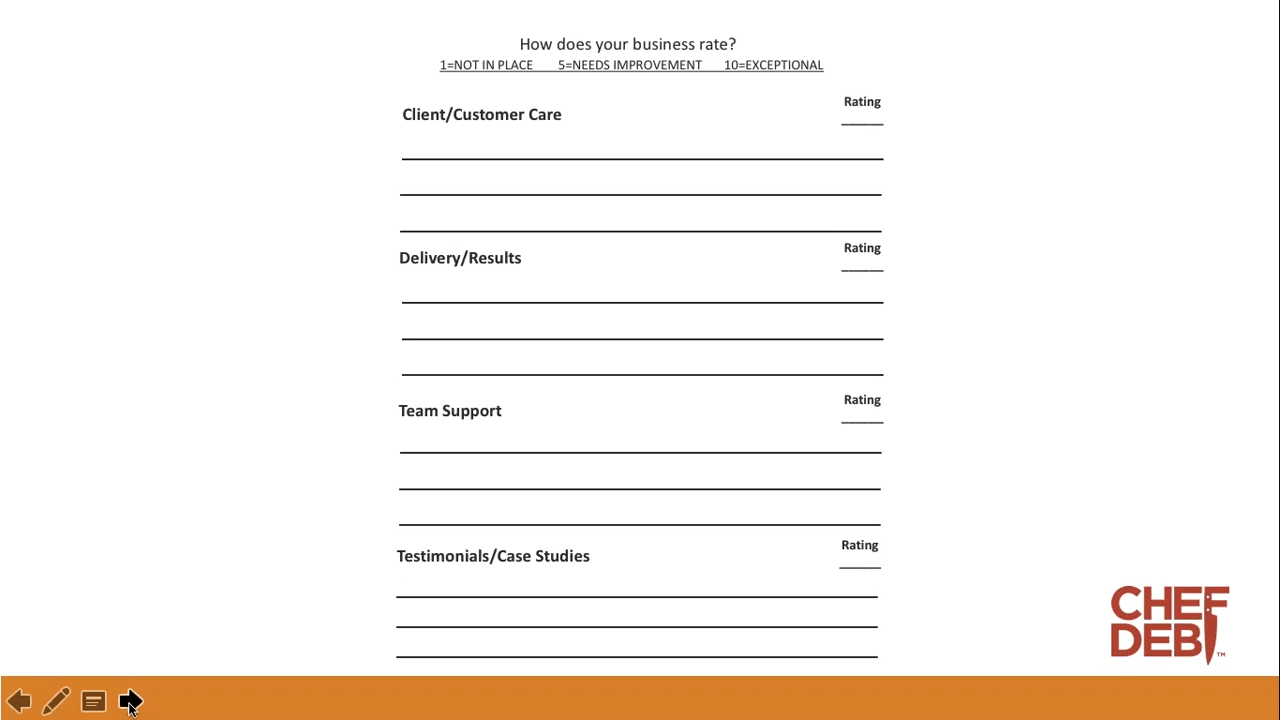 How does your business rate?
1=NOT IN PLACE 5=NEEDS IMPROVEMENT 10=EXCEPTIONAL
Client/Customer Care Rating
Delivery/Results Rating
Team Support Rating
Testimonials/Case Studies Rating
CHEF
DEBI™